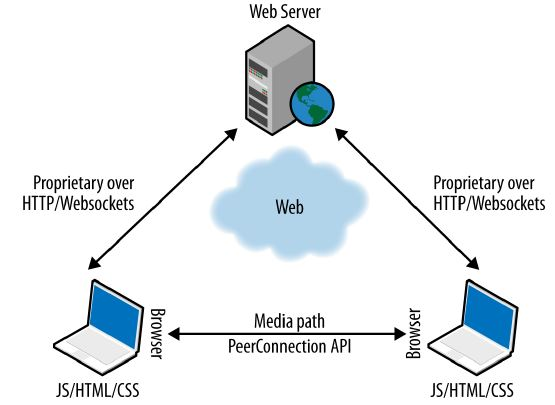 Web Server
Proprietary over
HTTP/Websockets
Proprietary over
HTTP/Websockets
Web
Browser
Media path
PeerConnection API
Browser
JS/HTML/CSS
JS/HTML/CSS